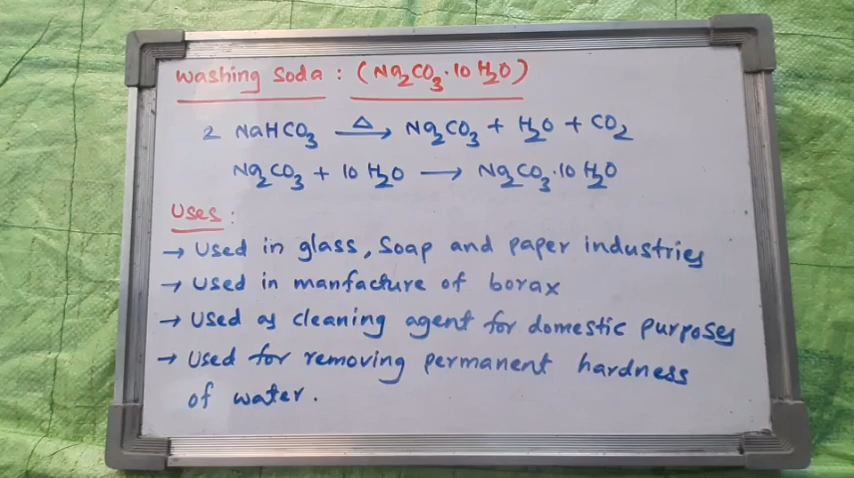 Washing Soda : (Na₂CO₃·10 H₂O)
2 NaHCO₃ —Δ→ Na₂CO₃ + H₂O + CO₂
Na₂CO₃ + 10 H₂O → Na₂CO₃·10 H₂O
Uses :
→ Used in glass, Soap and paper industries
→ Used in manfacture of borax
→ Used as cleaning agent for domestic purposes
→ Used for removing permanent hardness
of water.